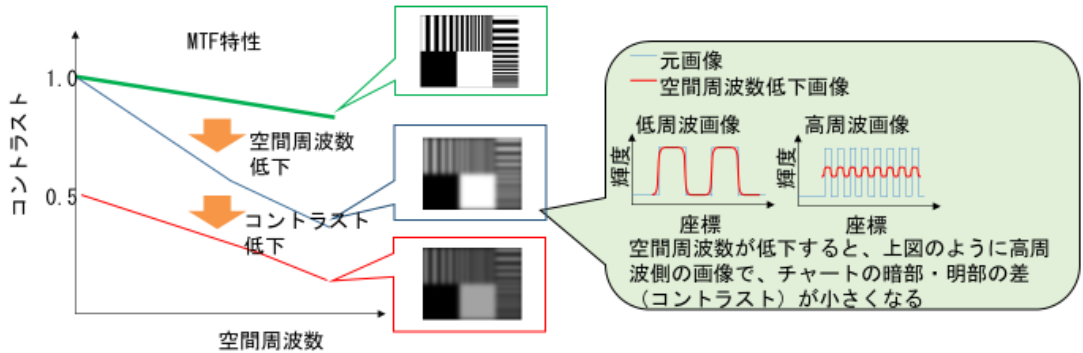 MTF特性
コントラスト
1.0
0.5
空間周波数
低下
コントラスト
低下
空間周波数
元画像
空間周波数低下画像
低周波画像
輝度
座標
高周波画像
輝度
座標
空間周波数が低下すると、上図のように高周
波側の画像で、チャートの暗部・明部の差
(コントラスト)が小さくなる